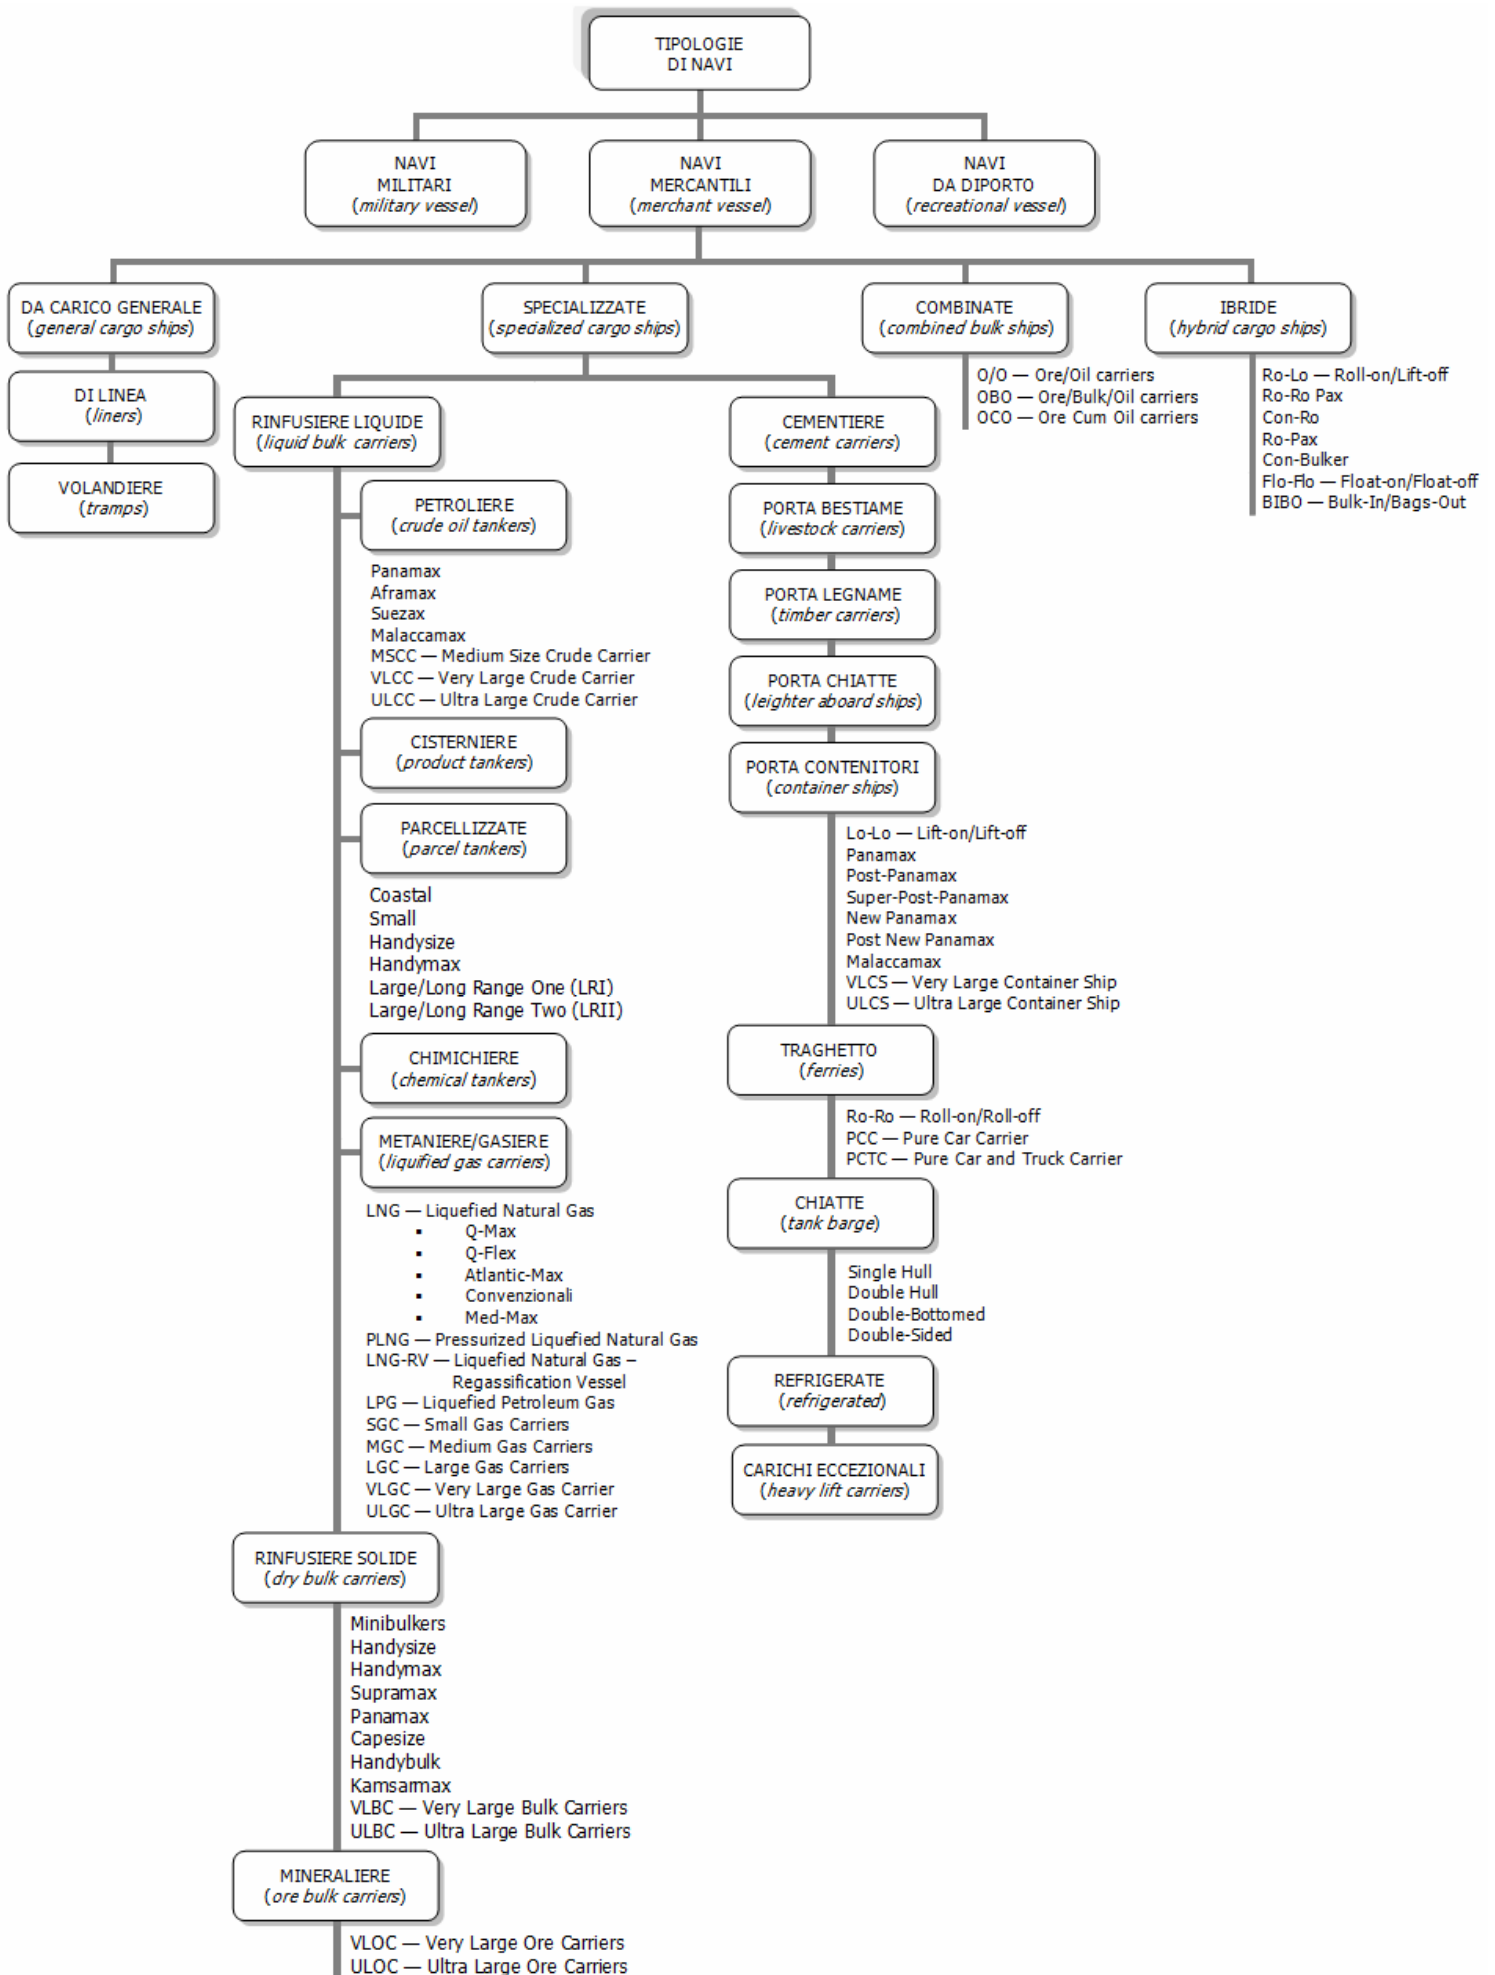 TIPOLOGIE
DI NAVI
NAVI
MILITARI
(military vessel)
NAVI
MERCANTILI
(merchant vessel)
NAVI
DA DIPORTO
(recreational vessel)
DA CARICO GENERALE
(general cargo ships)
DI LINEA
(liners)
VOLANDIERE
(tramps)
SPECIALIZZATE
(specialized cargo ships)
RINFUSIERE LIQUIDE
(liquid bulk carriers)
PETROLIERE
(crude oil tankers)
Panamax
Aframax
Suezax
Malaccamax
MSCC — Medium Size Crude Carrier
VLCC — Very Large Crude Carrier
ULCC — Ultra Large Crude Carrier
CISTERNIERE
(product tankers)
PARCELLIZZATE
(parcel tankers)
Coastal
Small
Handysize
Handymax
Large/Long Range One (LRI)
Large/Long Range Two (LRII)
CHIMICHIERE
(chemical tankers)
METANIERE/GASIERE
(liquified gas carriers)
LNG — Liquefied Natural Gas
▪ Q-Max
▪ Q-Flex
▪ Atlantic-Max
▪ Convenzionali
▪ Med-Max
PLNG — Pressurized Liquefied Natural Gas
LNG-RV — Liquefied Natural Gas –
Regassification Vessel
LPG — Liquefied Petroleum Gas
SGC — Small Gas Carriers
MGC — Medium Gas Carriers
LGC — Large Gas Carriers
VLGC — Very Large Gas Carrier
ULGC — Ultra Large Gas Carrier
RINFUSIERE SOLIDE
(dry bulk carriers)
Minibulkers
Handysize
Handymax
Supramax
Panamax
Capesize
Handybulk
Kamsarmax
VLBC — Very Large Bulk Carriers
ULBC — Ultra Large Bulk Carriers
MINERALIERE
(ore bulk carriers)
VLOC — Very Large Ore Carriers
ULOC — Ultra Large Ore Carriers
CEMENTIERE
(cement carriers)
PORTA BESTIAME
(livestock carriers)
PORTA LEGNAME
(timber carriers)
PORTA CHIATTE
(leighter aboard ships)
PORTA CONTENITORI
(container ships)
Lo-Lo — Lift-on/Lift-off
Panamax
Post-Panamax
Super-Post-Panamax
New Panamax
Post New Panamax
Malaccamax
VLCS — Very Large Container Ship
ULCS — Ultra Large Container Ship
TRAGHETTO
(ferries)
Ro-Ro — Roll-on/Roll-off
PCC — Pure Car Carrier
PCTC — Pure Car and Truck Carrier
CHIATTE
(tank barge)
Single Hull
Double Hull
Double-Bottomed
Double-Sided
REFRIGERATE
(refrigerated)
CARICHI ECCEZIONALI
(heavy lift carriers)
COMBINATE
(combined bulk ships)
O/O — Ore/Oil carriers
OBO — Ore/Bulk/Oil carriers
OCO — Ore Cum Oil carriers
IBRIDE
(hybrid cargo ships)
Ro-Lo — Roll-on/Lift-off
Ro-Ro Pax
Con-Ro
Ro-Pax
Con-Bulker
Flo-Flo — Float-on/Float-off
BIBO — Bulk-In/Bags-Out